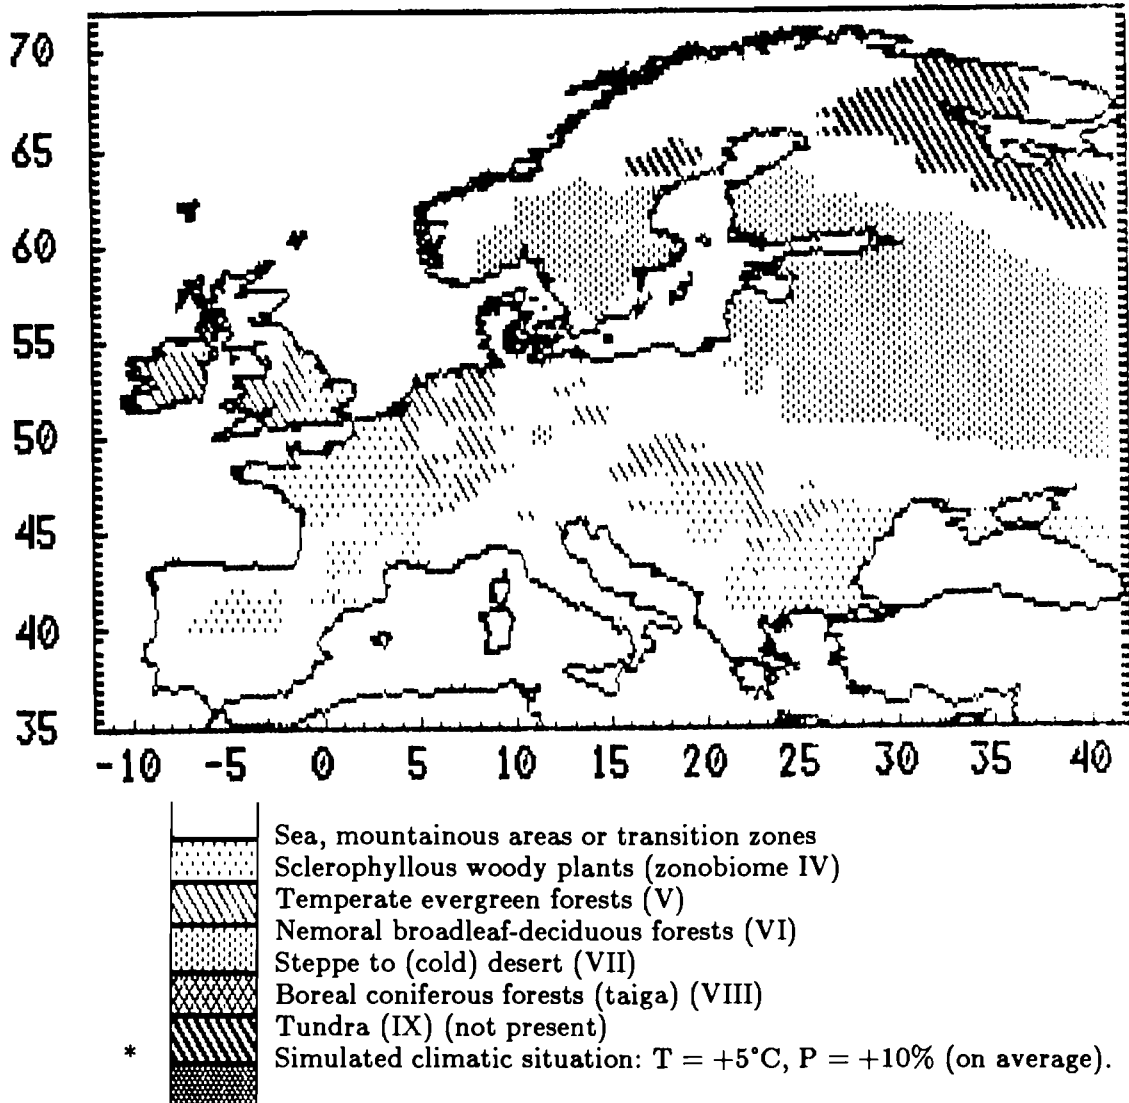 70
65
60
55
50
45
40
35
-10 -5 0 5 10 15 20 25 30 35 40
Sea, mountainous areas or transition zones
Sclerophyllous woody plants (zonobiome IV)
Temperate evergreen forests (V)
Nemoral broadleaf-deciduous forests (VI)
Steppe to (cold) desert (VII)
Boreal coniferous forests (taiga) (VIII)
Tundra (IX) (not present)
* Simulated climatic situation: T = +5°C, P = +10% (on average).